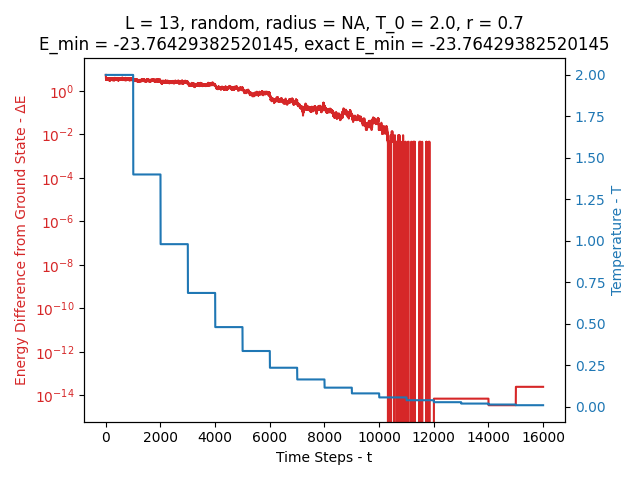 L = 13, random, radius = NA, T_0 = 2.0, r = 0.7
E_min = -23.76429382520145, exact E_min = -23.76429382520145
Energy Difference from Ground State - ΔE
10⁰
10⁻²
10⁻⁴
10⁻⁶
10⁻⁸
10⁻¹⁰
10⁻¹²
10⁻¹⁴
2.00
1.75
1.50
1.25
1.00
0.75
0.50
0.25
0.00
Temperature - T
0 2000 4000 6000 8000 10000 12000 14000 16000
Time Steps - t